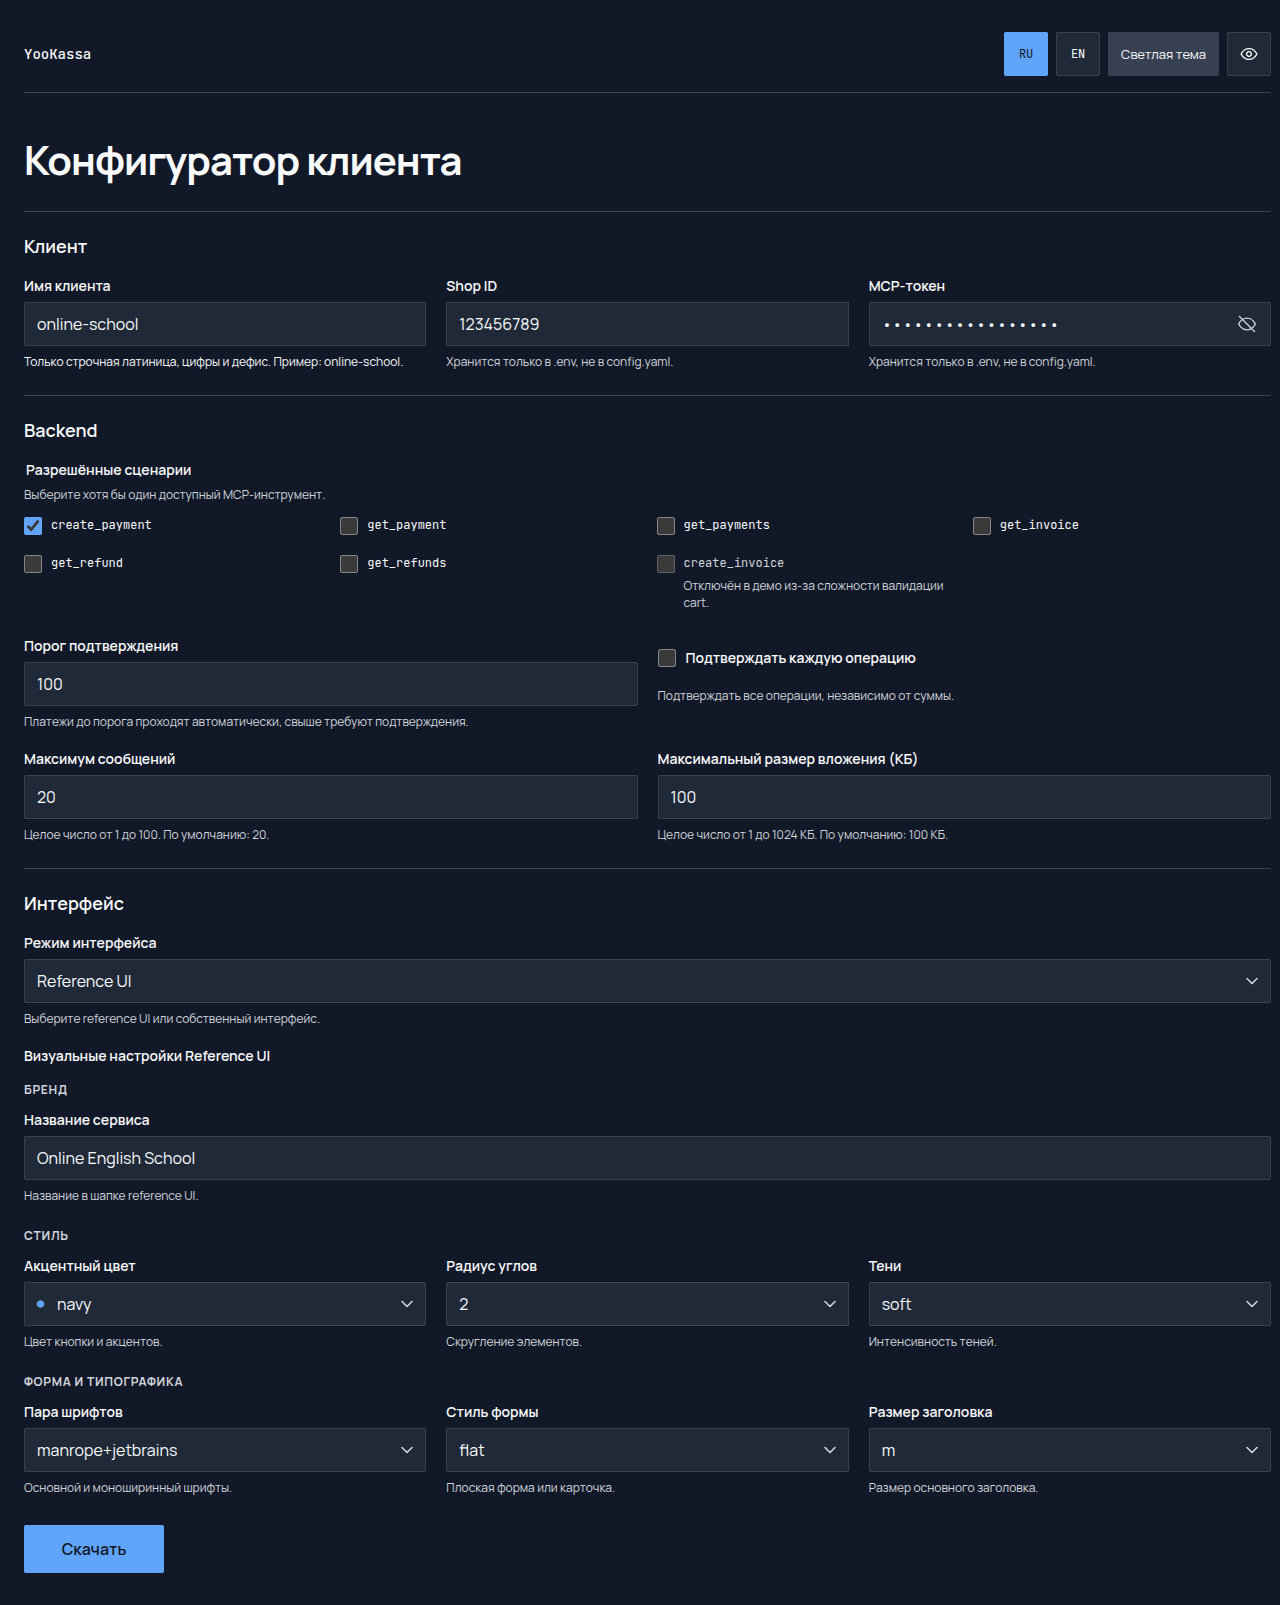 YooKassa
RU
EN
Светлая тема
Конфигуратор клиента
Клиент
Имя клиента
Shop ID
MCP-токен
online-school
123456789
••••••••••••••••• 
Только строчная латиница, цифры и дефис. Пример: online-school.
Хранится только в .env, не в config.yaml.
Хранится только в .env, не в config.yaml.
Backend
Разрешённые сценарии
Выберите хотя бы один доступный MCP-инструмент.
create_payment
get_payment
get_payments
get_invoice
get_refund
get_refunds
create_invoice
Отключён в демо из-за сложности валидации
cart.
Порог подтверждения
Подтверждать каждую операцию
100
Подтверждать все операции, независимо от суммы.
Платежи до порога проходят автоматически, свыше требуют подтверждения.
Максимум сообщений
Максимальный размер вложения (КБ)
20
100
Целое число от 1 до 100. По умолчанию: 20.
Целое число от 1 до 1024 КБ. По умолчанию: 100 КБ.
Интерфейс
Режим интерфейса
Reference UI
Выберите reference UI или собственный интерфейс.
Визуальные настройки Reference UI
БРЕНД
Название сервиса
Online English School
Название в шапке reference UI.
СТИЛЬ
Акцентный цвет
Радиус углов
Тени
navy
2
soft
Цвет кнопки и акцентов.
Скругление элементов.
Интенсивность теней.
ФОРМА И ТИПОГРАФИКА
Пара шрифтов
Стиль формы
Размер заголовка
manrope+jetbrains
flat
m
Основной и моноширинный шрифты.
Плоская форма или карточка.
Размер основного заголовка.
Скачать